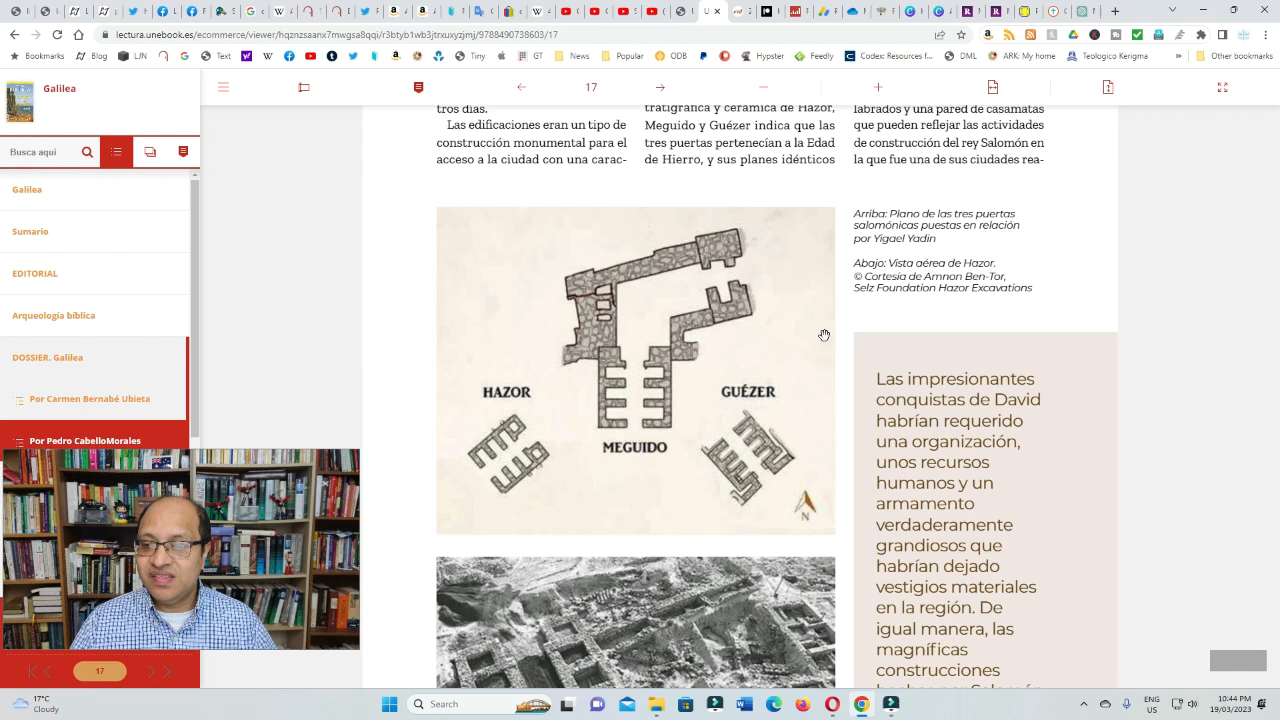 lectura.unebook.es/ecommerce/viewer/hqznzsaanx7mwgsa8qqi/r3btyb1wb3jtrxuxymzj/mtmj/9788490738603/17
G
Text
Blog
LIN
Social
News
Popular
ODB
Hypster
Feedly
Codex Resources (T...
DML
ARK: My home
Teologico Kerigma
»
Other bookmarks
Galilea
17
Busca aquí
Galilea
Sumario
EDITORIAL
Arqueología bíblica
DOSSIER. Galilea
Por Carmen Bernabé Ubieta
Por Pedro CabelloMorales
17
tros días.
Las edificaciones eran un tipo de
construcción monumental para el
acceso a la ciudad con una carac-
tratigrafica y cerámica de Hazor,
Meguido y Guézer indica que las
tres puertas pertenecían a la Edad
de Hierro, y sus planes idénticos
labrados y una pared de casamatas
que pueden reflejar las actividades
de construcción del rey Salomón en
la que fue una de sus ciudades rea-
HAZOR
GUÉZER
MEGUIDO
N
Arriba: Plano de las tres puertas
salomónicas puestas en relación
por Yigael Yadin
Abajo: Vista aérea de Hazor.
© Cortesía de Amnon Ben-Tor,
Selz Foundation Hazor Excavations
Las impresionantes
conquistas de David
habrían requerido
una organización,
unos recursos
humanos y un
armamento
verdaderamente
grandiosos que
habrían dejado
vestigios materiales
en la región. De
igual manera, las
magníficas
construcciones
17°C
Cloudy
Search
ENG
US
10:44 PM
19/03/2023